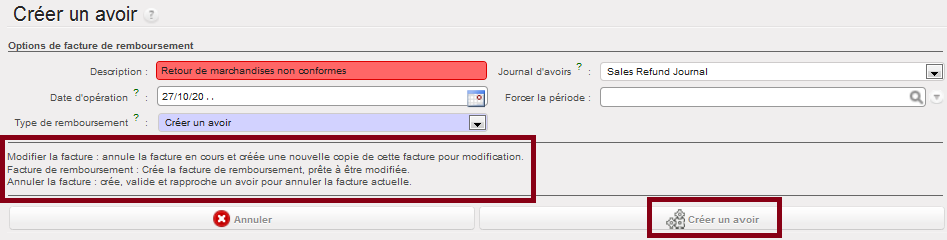 Créer un avoir ?
Options de facture de remboursement
Description : Retour de marchandises non conformes Journal d'avoirs ? : Sales Refund Journal
Date d'opération ? : 27/10/20 . . Forcer la période :
Type de remboursement ? : Créer un avoir
Modifier la facture : annule la facture en cours et créée une nouvelle copie de cette facture pour modification.
Facture de remboursement : Crée la facture de remboursement, prête à être modifiée.
Annuler la facture : crée, valide et rapproche un avoir pour annuler la facture actuelle.
Annuler Créer un avoir